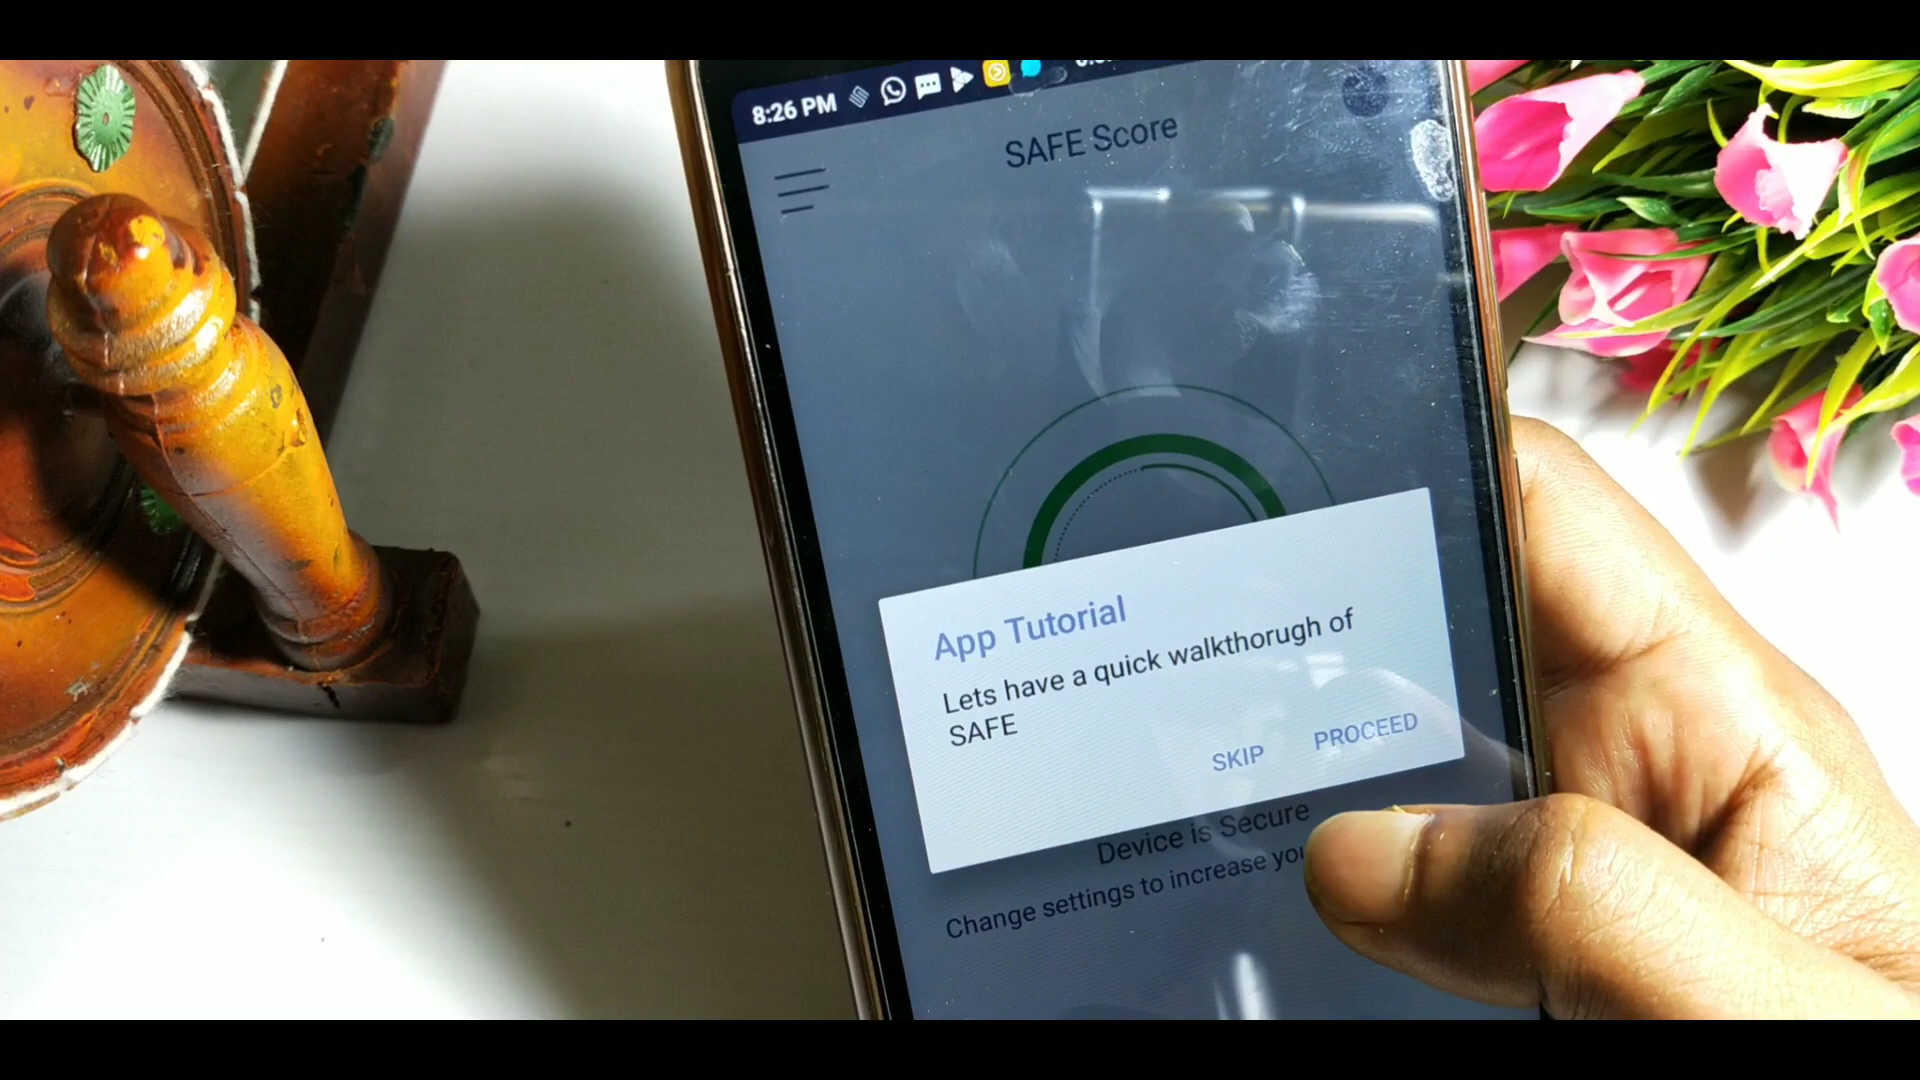 8:26 PM
SAFE Score
App Tutorial
Lets have a quick walkthorugh of
SAFE
SKIP PROCEED
Device is Secure
Change settings to increase